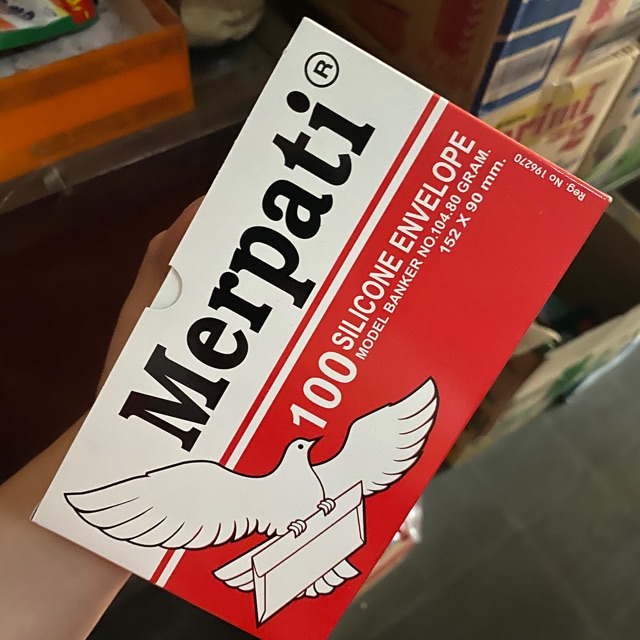 Merpati®
100 SILICONE ENVELOPE
MODEL BANKER NO.104.80 GRAM.
152 X 90 mm.
Reg. No 196270